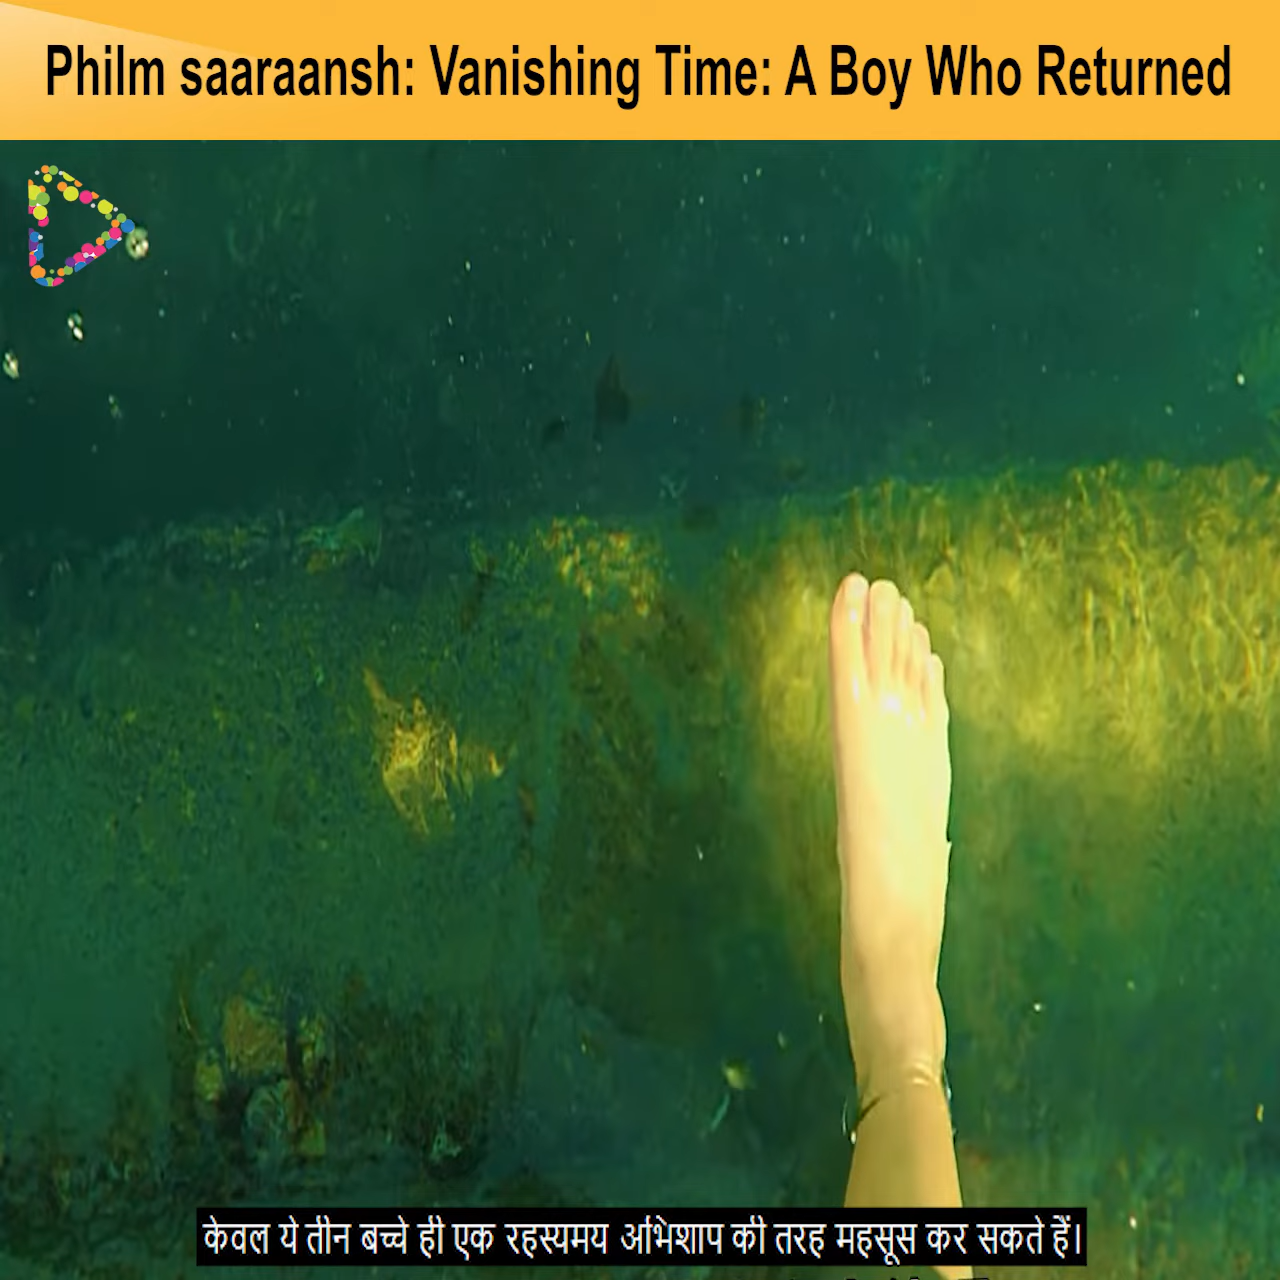 Philm saaraansh: Vanishing Time: A Boy Who Returned
केवल ये तीन बच्चे ही एक रहस्यमय अभिशाप की तरह महसूस कर सकते हैं।